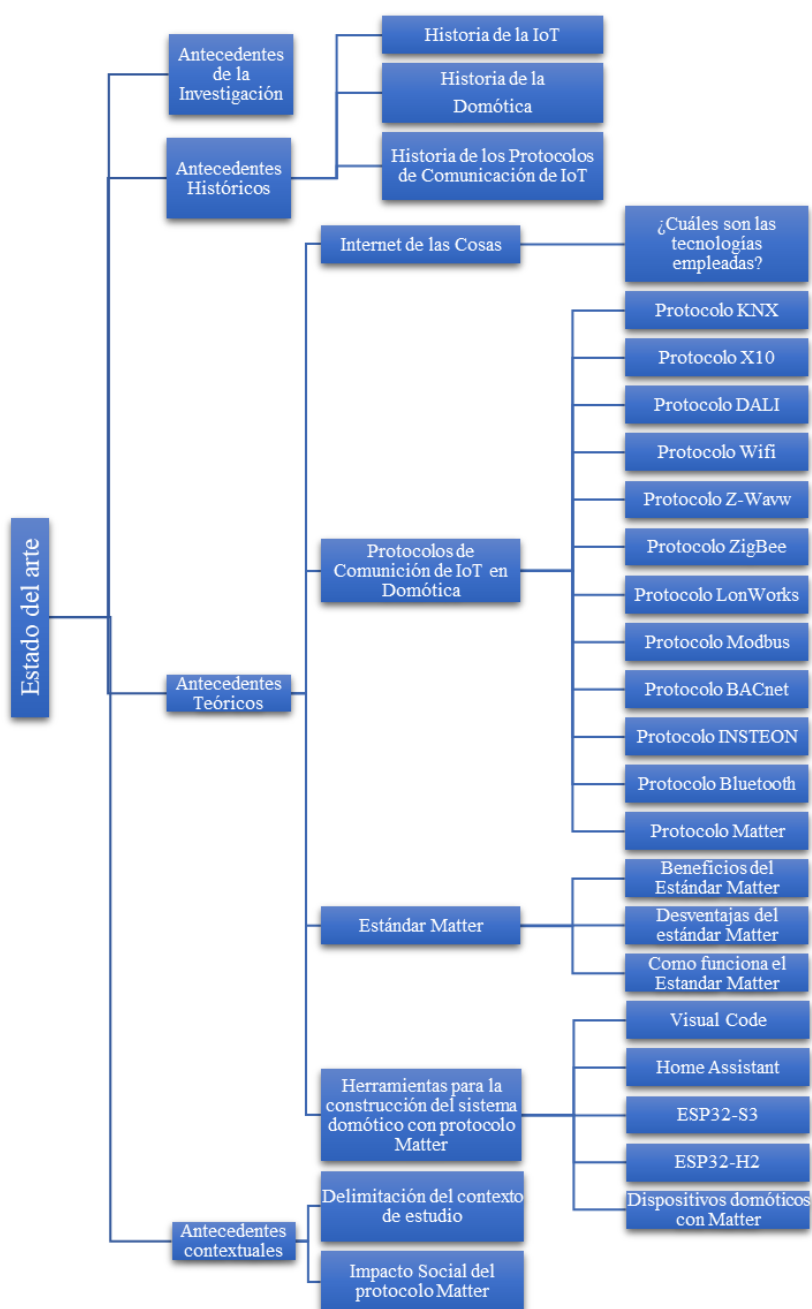 Estado del arte
Antecedentes
de la
Investigación
Antecedentes
Históricos
Historia de la IoT
Historia de la
Domótica
Historia de los Protocolos
de Comunicación de IoT
Antecedentes
Teóricos
Internet de las Cosas
¿Cuáles son las
tecnologías
empleadas?
Protocolos de
Comunición de IoT en
Domótica
Protocolo KNX
Protocolo X10
Protocolo DALI
Protocolo Wifi
Protocolo Z-Wavw
Protocolo ZigBee
Protocolo LonWorks
Protocolo Modbus
Protocolo BACnet
Protocolo INSTEON
Protocolo Bluetooth
Protocolo Matter
Estándar Matter
Beneficios del
Estándar Matter
Desventajas del
estándar Matter
Como funciona el
Estandar Matter
Herramientas para la
construcción del sistema
domótico con protocolo
Matter
Visual Code
Home Assistant
ESP32-S3
ESP32-H2
Dispositivos domóticos
con Matter
Antecedentes
contextuales
Delimitación del contexto
de estudio
Impacto Social del
protocolo Matter